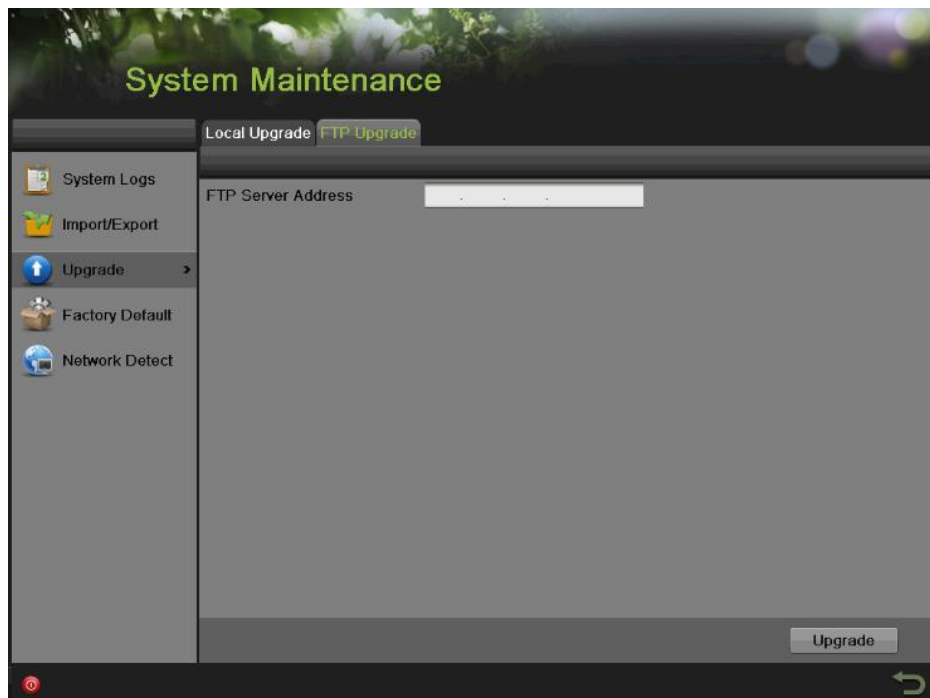 System Maintenance
Local Upgrade FTP Upgrade
System Logs
FTP Server Address . . .
Import/Export
Upgrade >
Factory Default
Network Detect
Upgrade